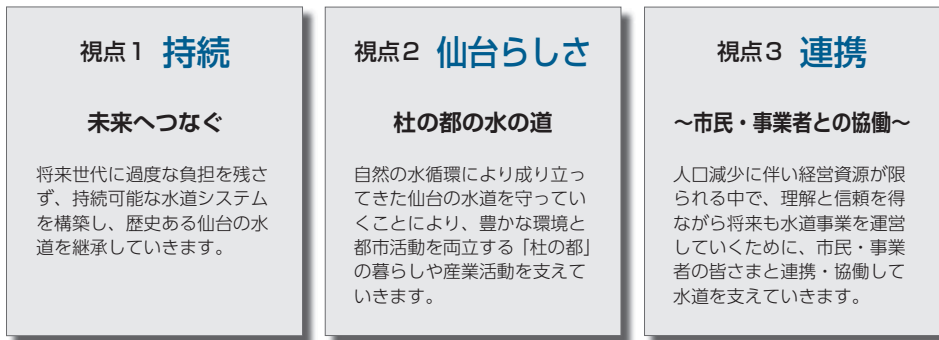 視点1 持続
未来へつなぐ
将来世代に過度な負担を残さ
ず、持続可能な水道システム
を構築し、歴史ある仙台の水
道を継承していきます。
視点2 仙台らしさ
杜の都の水の道
自然の水循環により成り立っ
てきた仙台の水道を守ってい
くことにより、豊かな環境と
都市活動を両立する「杜の都」
の暮らしや産業活動を支えて
いきます。
視点3 連携
～市民・事業者との協働～
人口減少に伴い経営資源が限
られる中で、理解と信頼を得
ながら将来も水道事業を運営
していくために、市民・事業
者の皆さまと連携・協働して
水道を支えていきます。